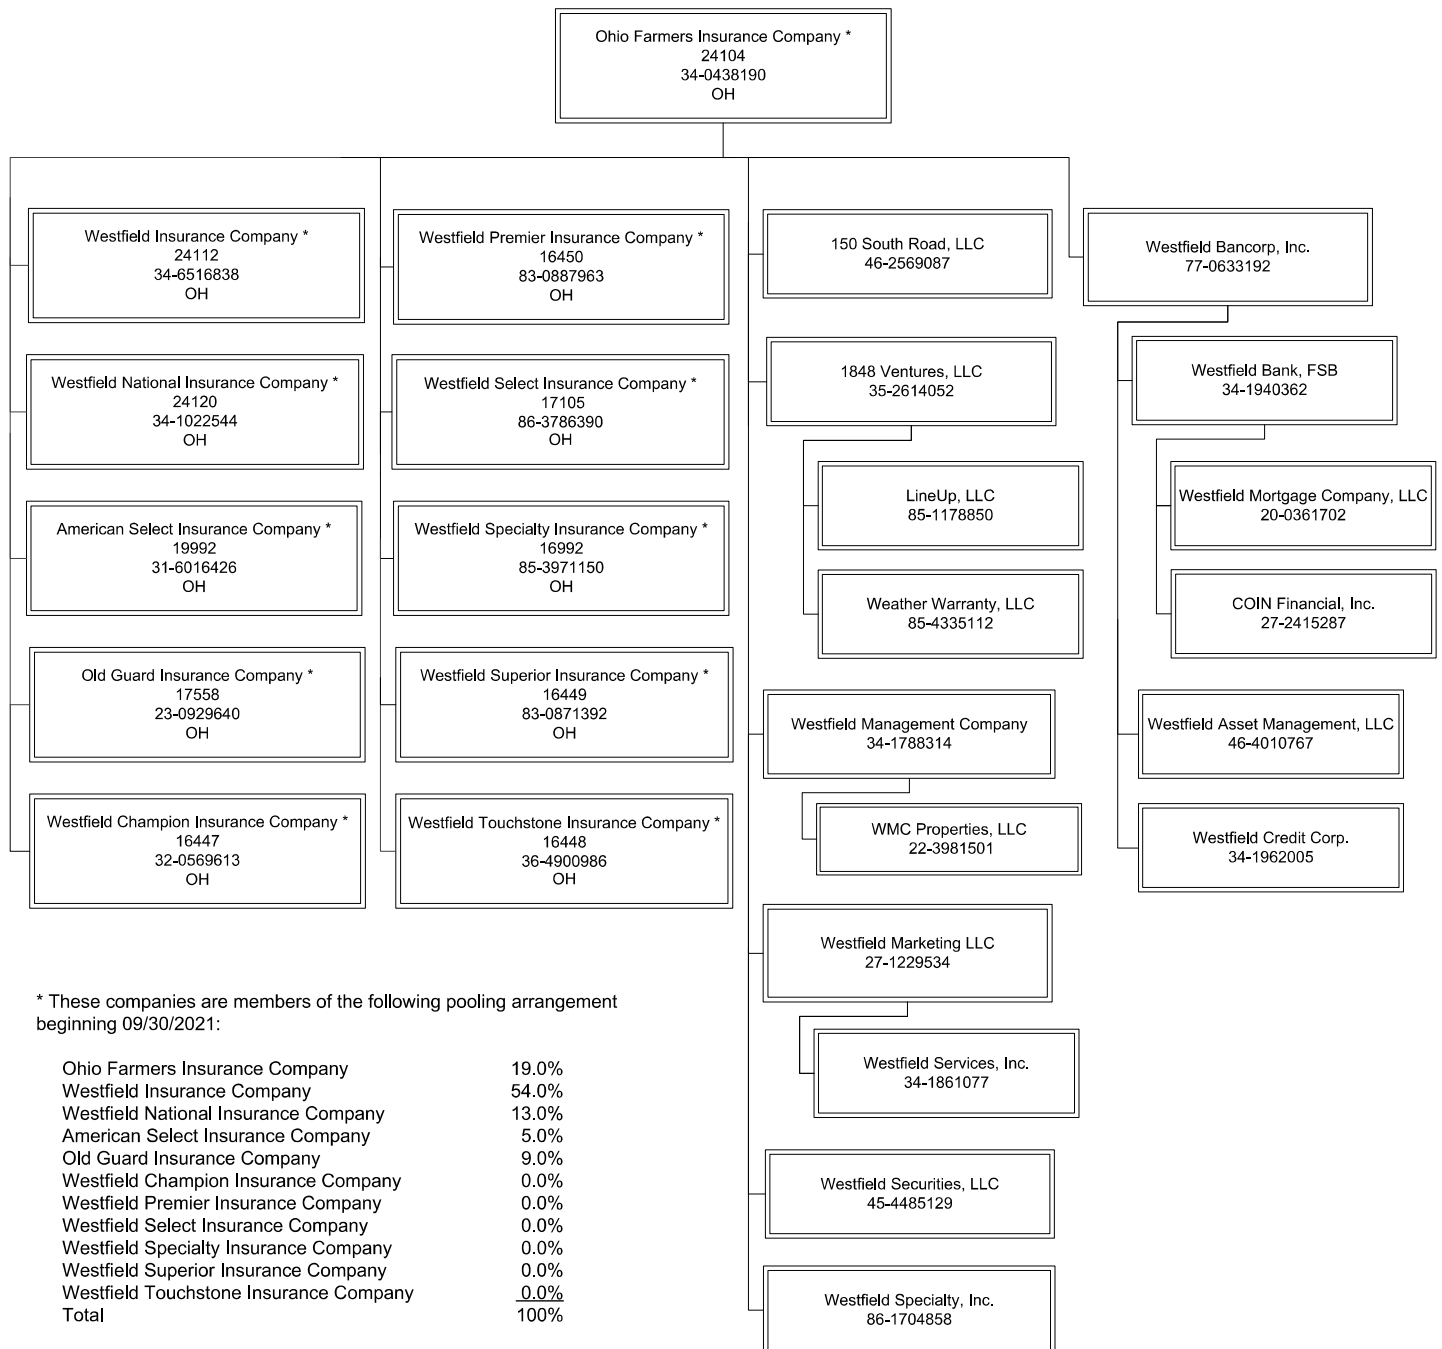 Ohio Farmers Insurance Company *
24104
34-0438190
OH
Westfield Insurance Company *
24112
34-6516838
OH
Westfield National Insurance Company *
24120
34-1022544
OH
American Select Insurance Company *
19992
31-6016426
OH
Old Guard Insurance Company *
17558
23-0929640
OH
Westfield Champion Insurance Company *
16447
32-0569613
OH
Westfield Premier Insurance Company *
16450
83-0887963
OH
Westfield Select Insurance Company *
17105
86-3786390
OH
Westfield Specialty Insurance Company *
16992
85-3971150
OH
Westfield Superior Insurance Company *
16449
83-0871392
OH
Westfield Touchstone Insurance Company *
16448
36-4900986
OH
150 South Road, LLC
46-2569087
1848 Ventures, LLC
35-2614052
LineUp, LLC
85-1178850
Weather Warranty, LLC
85-4335112
Westfield Management Company
34-1788314
WMC Properties, LLC
22-3981501
Westfield Marketing LLC
27-1229534
Westfield Services, Inc.
34-1861077
Westfield Securities, LLC
45-4485129
Westfield Specialty, Inc.
86-1704858
Westfield Bancorp, Inc.
77-0633192
Westfield Bank, FSB
34-1940362
Westfield Mortgage Company, LLC
20-0361702
COIN Financial, Inc.
27-2415287
Westfield Asset Management, LLC
46-4010767
Westfield Credit Corp.
34-1962005
* These companies are members of the following pooling arrangement
beginning 09/30/2021:
Ohio Farmers Insurance Company 19.0%
Westfield Insurance Company 54.0%
Westfield National Insurance Company 13.0%
American Select Insurance Company 5.0%
Old Guard Insurance Company 9.0%
Westfield Champion Insurance Company 0.0%
Westfield Premier Insurance Company 0.0%
Westfield Select Insurance Company 0.0%
Westfield Specialty Insurance Company 0.0%
Westfield Superior Insurance Company 0.0%
Westfield Touchstone Insurance Company 0.0%
Total 100%